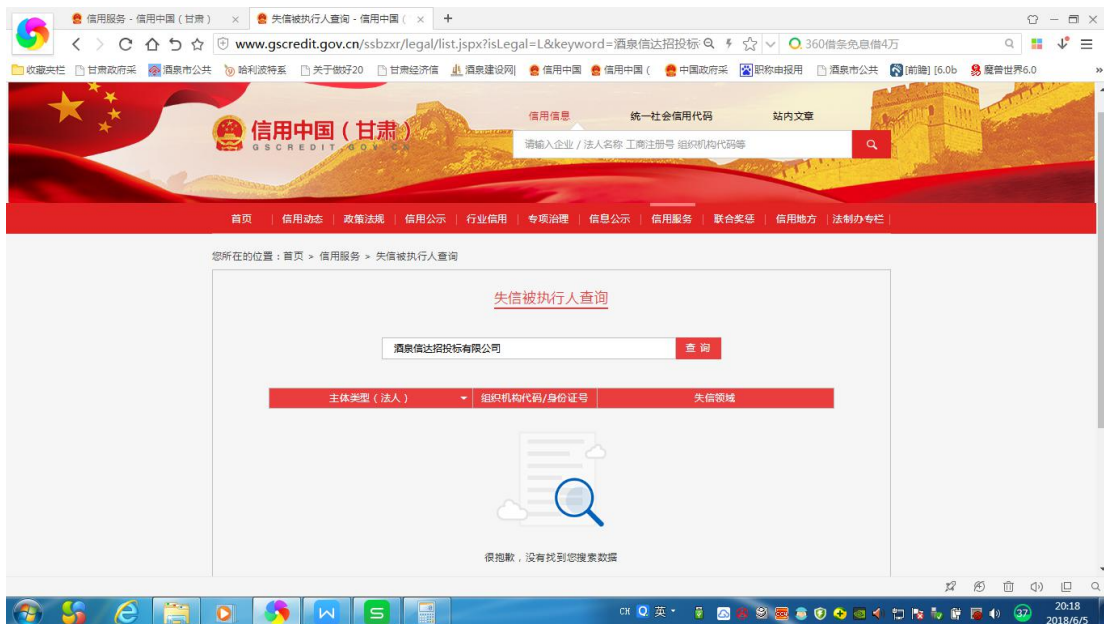 信用服务 - 信用中国（甘肃）
失信被执行人查询 - 信用中国（
www.gscredit.gov.cn/ssbzxr/legal/list.jspx?isLegal=L&keyword=酒泉信达招投标
360借条免息借4万
收藏夹栏 甘肃政府采 酒泉市公共 哈利波特系 关于做好20 甘肃经济信 酒泉建设网| 信用中国 信用中国（ 中国政府采 职称申报用 酒泉市公共 [前瞻] [6.0b 魔兽世界6.0 »
信用信息 统一社会信用代码 站内文章
信用中国（甘肃）
GSCREDIT.GOV.CN
请输入企业 / 法人名称 工商注册号 组织机构代码等
首页 | 信用动态 | 政策法规 | 信用公示 | 行业信用 | 专项治理 | 信息公示 | 信用服务 | 联合奖惩 | 信用地方 | 法制办专栏
您所在的位置：首页 > 信用服务 > 失信被执行人查询
失信被执行人查询
酒泉信达招投标有限公司 查 询
主体类型（法人） 组织机构代码/身份证号 失信领域
很抱歉，没有找到您搜素数据
CH 英 37 20:18
2018/6/5